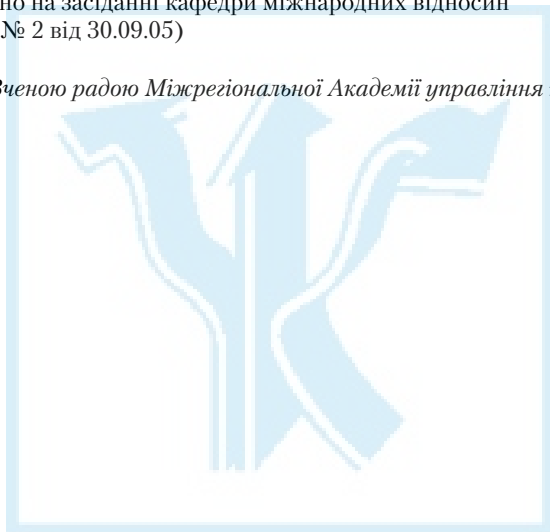 но на засіданні кафедри міжнародних відносин
№ 2 від 30.09.05)
Вченою радою Міжрегіональної Академії управління